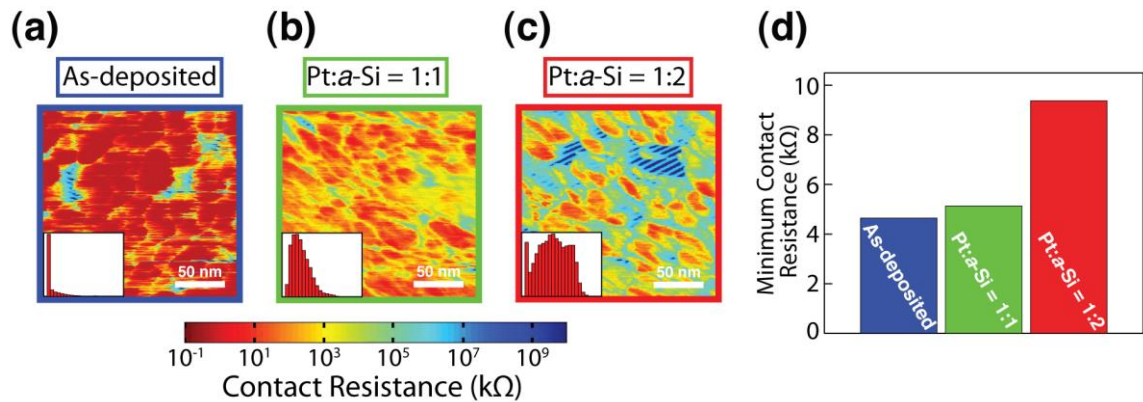 (a)
(b)
(c)
(d)
As-deposited
Pt:a-Si = 1:1
Pt:a-Si = 1:2
50 nm
50 nm
50 nm
10⁻¹ 10¹ 10³ 10⁵ 10⁷ 10⁹
Contact Resistance (kΩ)
Minimum Contact
Resistance (kΩ)
10
8
6
4
2
0
As-deposited
Pt:a-Si = 1:1
Pt:a-Si = 1:2